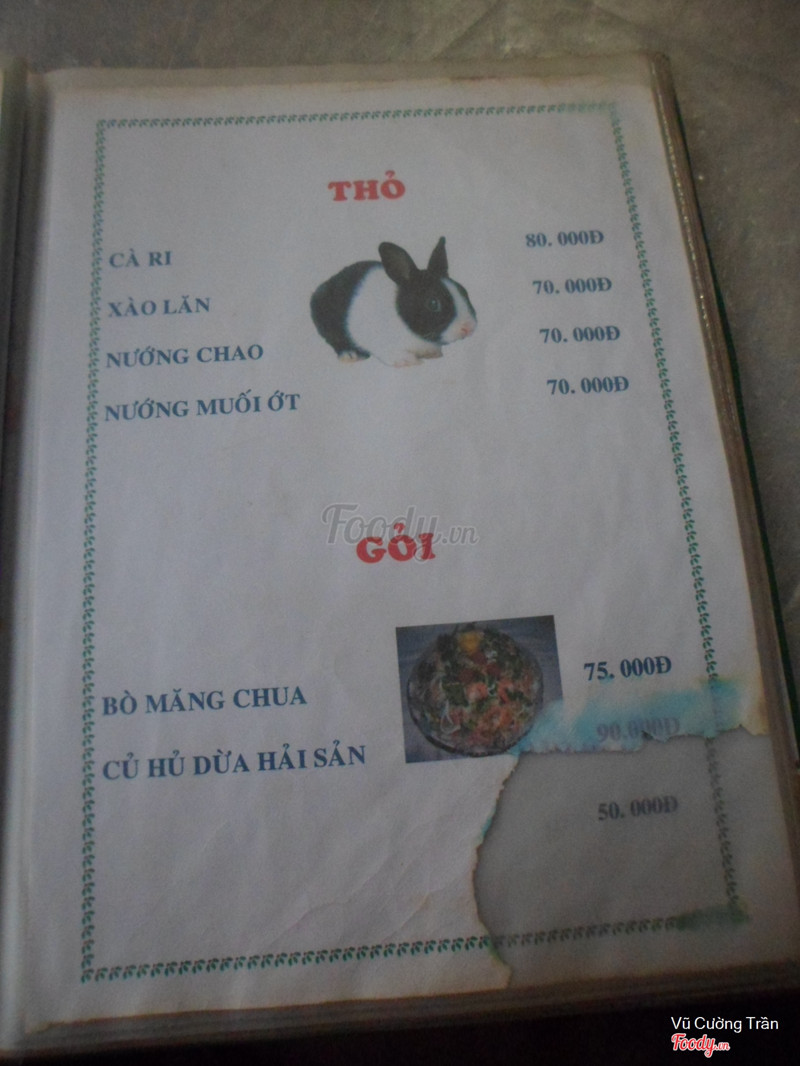 THỎ
CÀ RI 80.000Đ
XÀO LĂN 70.000Đ
NƯỚNG CHAO 70.000Đ
NƯỚNG MUỐI ỚT 70.000Đ
Foody.vn
GỎI
BÒ MĂNG CHUA 75.000Đ
CỦ HỦ DỪA HẢI SẢN 90.000Đ
50.000Đ
Vũ Cường Trần
Foody.vn